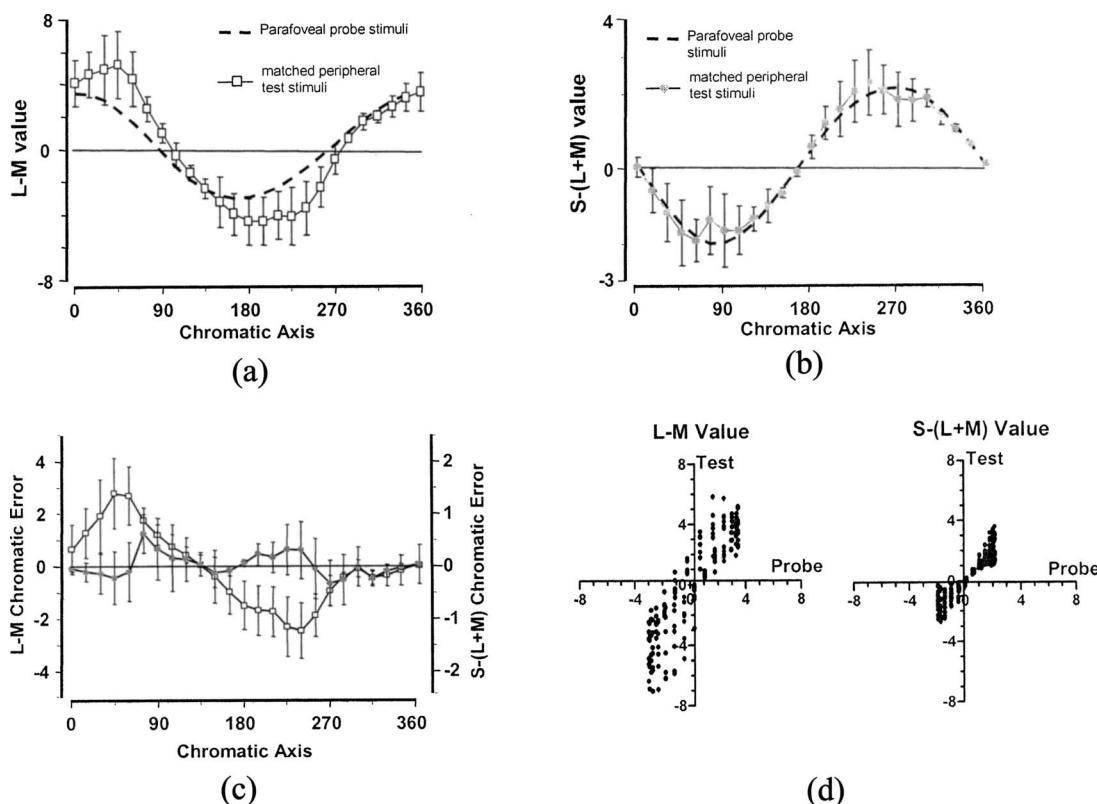 8
0
-8
L-M value
Parafoveal probe stimuli
matched peripheral
test stimuli
0 90 180 270 360
Chromatic Axis
(a)
4
0
-3
S-(L+M) value
Parafoveal probe
stimuli
matched peripheral
test stimuli
0 90 180 270 360
Chromatic Axis
(b)
4
2
0
-2
-4
L-M Chromatic Error
2
1
0
-1
-2
S-(L+M) Chromatic Error
0 90 180 270 360
Chromatic Axis
(c)
L-M Value
8 Test
4
Probe
-8 -4 0 4 8
-4
-8
S-(L+M) Value
8 Test
4
Probe
-8 -4 0 4 8
-4
-8
(d)